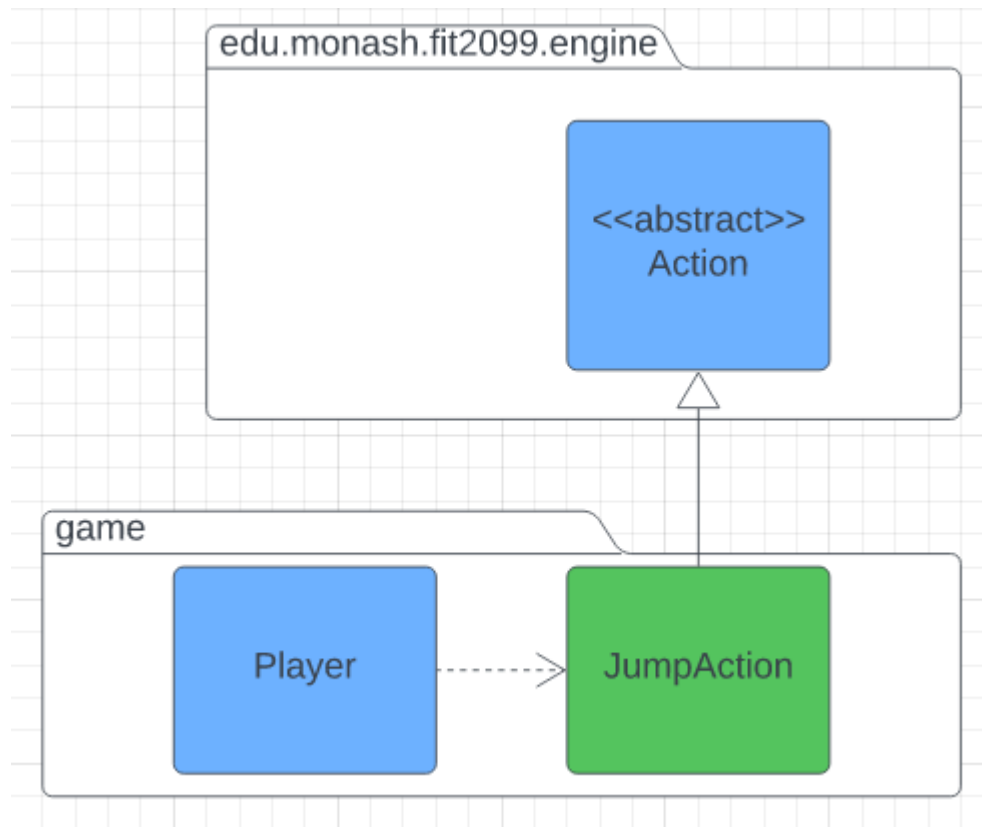 edu.monash.fit2099.engine
<<abstract>>
Action
game
Player
JumpAction